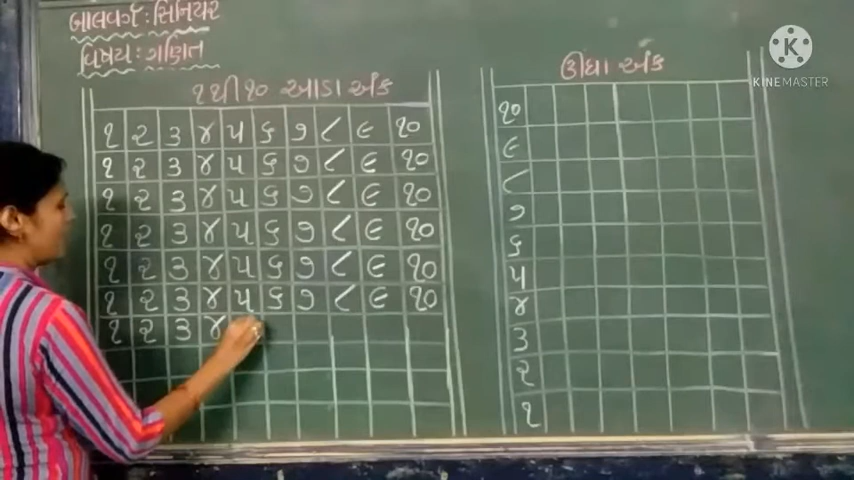 બાલવર્ગ: સિનિયર
વિષય: ગણિત
૧થી૧૦ આડા અંક
૧ ૨ ૩ ૪ ૫ ૬ ૭ ૮ ૯ ૧૦
૧ ૨ ૩ ૪ ૫ ૬ ૭ ૮ ૯ ૧૦
૧ ૨ ૩ ૪ ૫ ૬ ૭ ૮ ૯ ૧૦
૧ ૨ ૩ ૪ ૫ ૬ ૭ ૮ ૯ ૧૦
૧ ૨ ૩ ૪ ૫ ૬ ૭ ૮ ૯ ૧૦
૧ ૨ ૩ ૪ ૫ ૬ ૭ ૮ ૯ ૧૦
૧ ૨ ૩ ૪
ઊઘા અંક
૧૦
૯
૮
૭
૬
૫
૪
૩
૨
૧
KINEMASTER